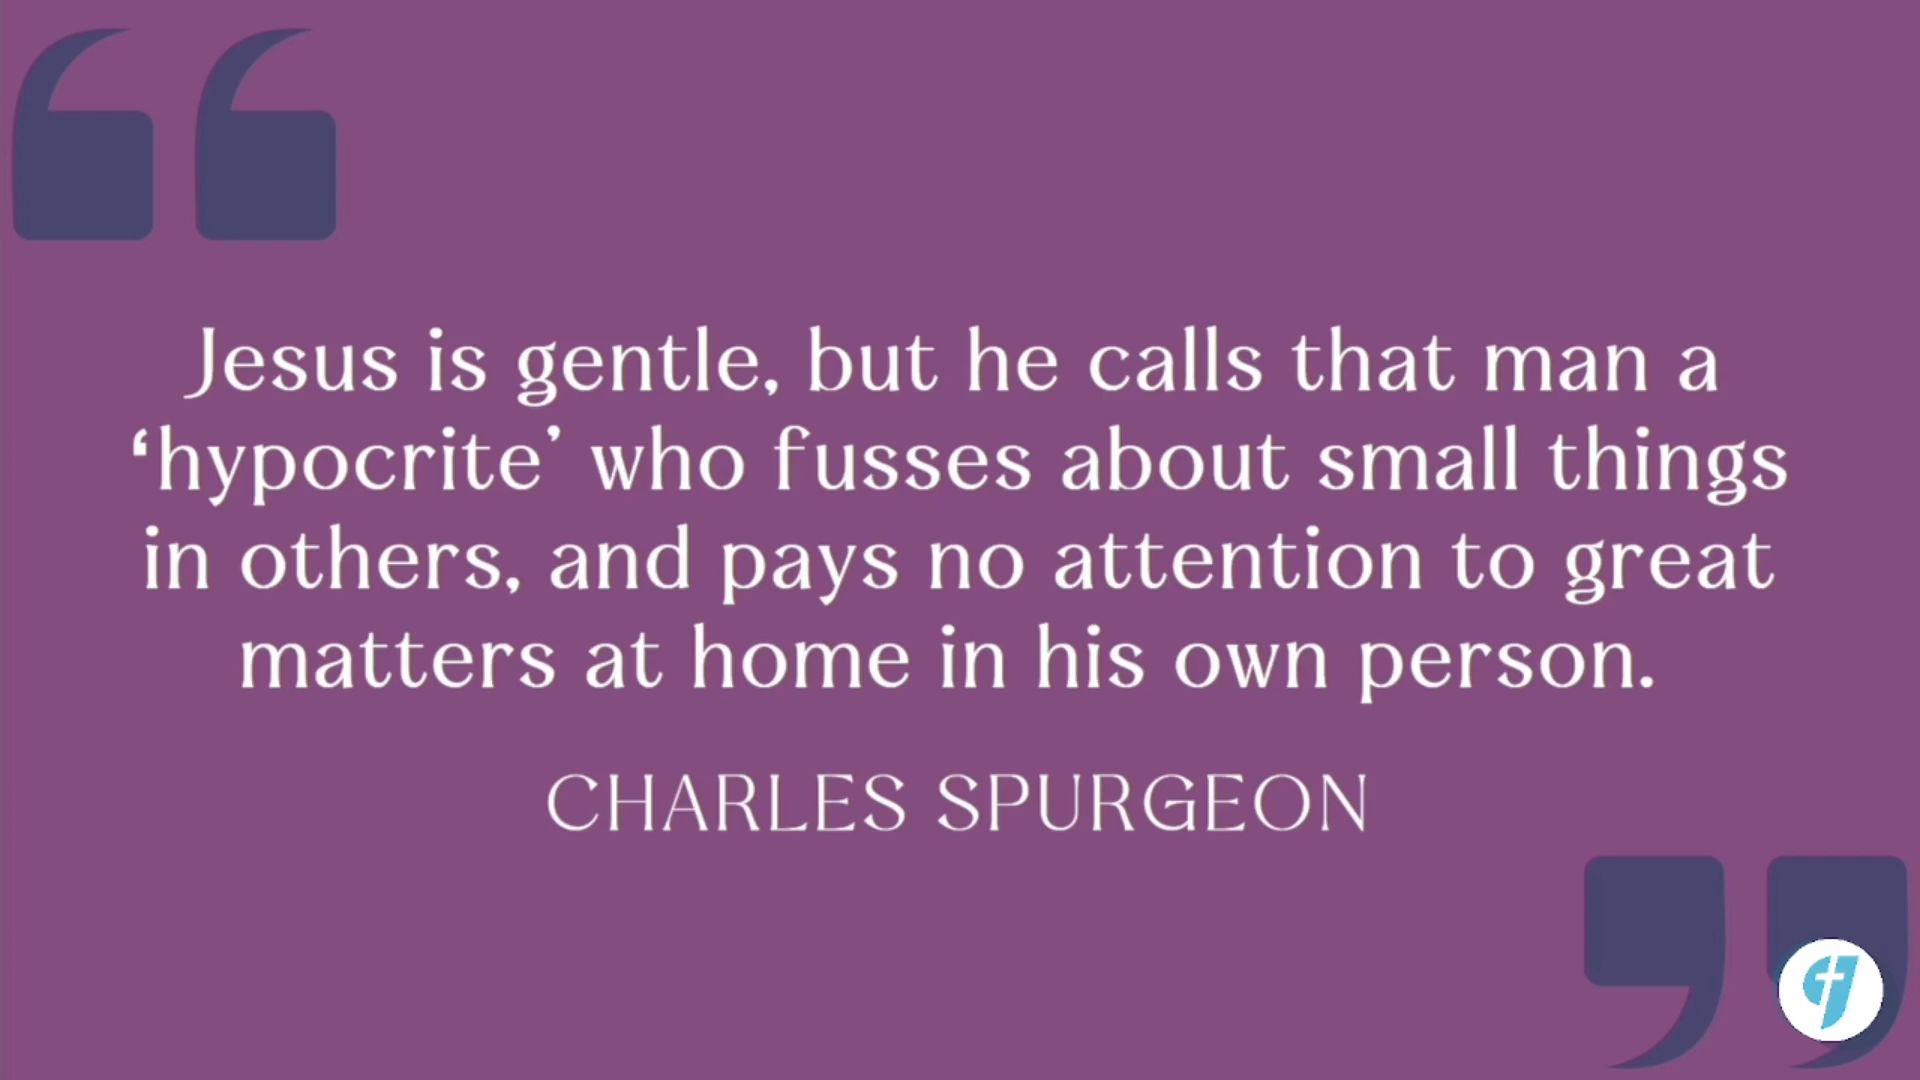 Jesus is gentle, but he calls that man a
‘hypocrite’ who fusses about small things
in others, and pays no attention to great
matters at home in his own person.
CHARLES SPURGEON